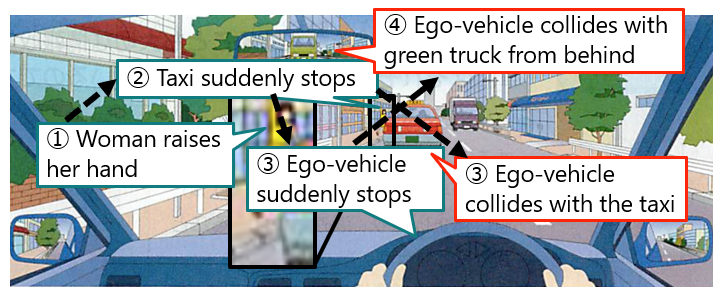 ① Woman raises
her hand
② Taxi suddenly stops
③ Ego-vehicle
suddenly stops
③ Ego-vehicle
collides with the taxi
④ Ego-vehicle collides with
green truck from behind